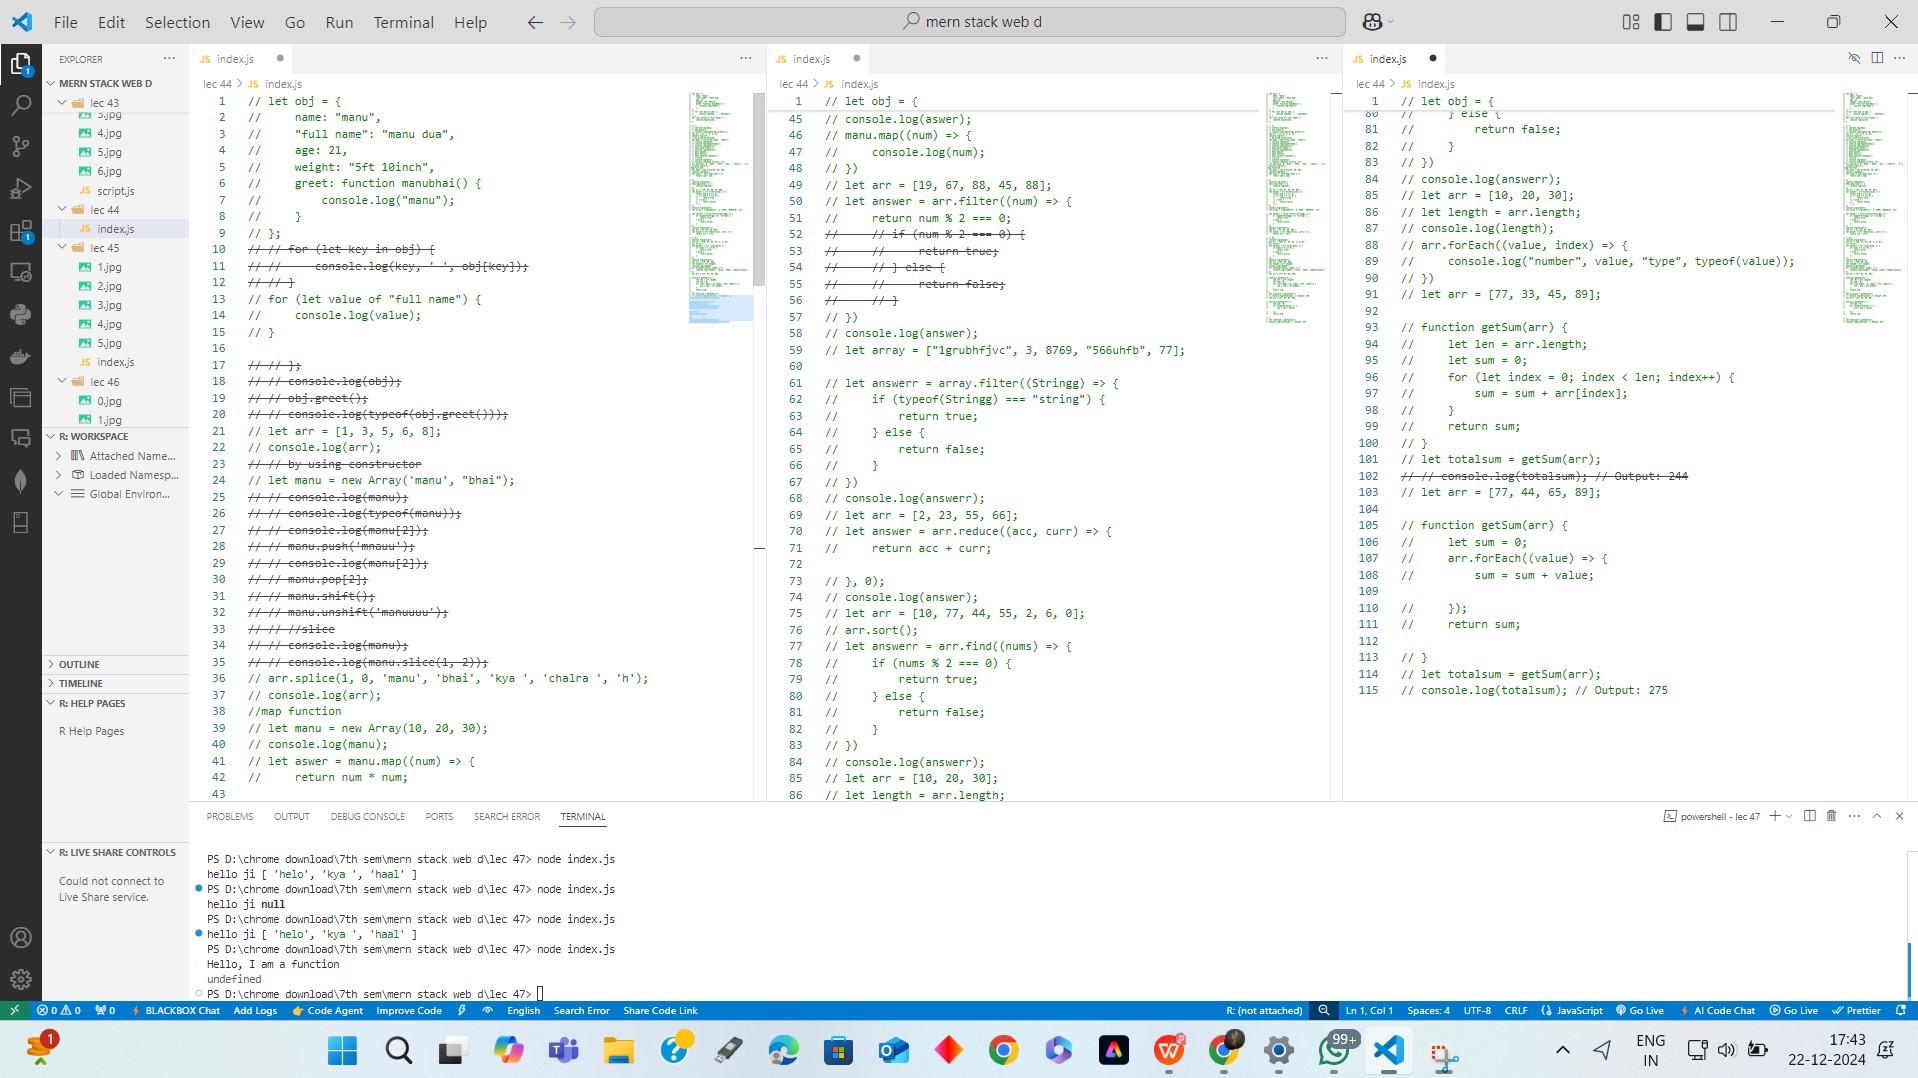 File Edit Selection View Go Run Terminal Help
mern stack web d
EXPLORER
MERN STACK WEB D
lec 43
3.jpg
4.jpg
5.jpg
6.jpg
JS script.js
lec 44
JS index.js
lec 45
1.jpg
2.jpg
3.jpg
4.jpg
5.jpg
JS index.js
lec 46
0.jpg
1.jpg
R: WORKSPACE
Attached Name...
Loaded Namesp...
Global Environ...
OUTLINE
TIMELINE
R: HELP PAGES
R Help Pages
R: LIVE SHARE CONTROLS
Could not connect to
Live Share service.
JS index.js
lec 44 > JS index.js
1 // let obj = {
2 //     name: "manu",
3 //     "full name": "manu dua",
4 //     age: 21,
5 //     weight: "5ft 10inch",
6 //     greet: function manubhai() {
7 //         console.log("manu");
8 //     }
9 // };
10 // // for (let key in obj) {
11 // //     console.log(key, ' ', obj[key]);
12 // // }
13 // for (let value of "full name") {
14 //     console.log(value);
15 // }
16
17 // // };
18 // // console.log(obj);
19 // // obj.greet();
20 // // console.log(typeof(obj.greet()));
21 // let arr = [1, 3, 5, 6, 8];
22 // console.log(arr);
23 // // by using constructor
24 // let manu = new Array('manu', "bhai");
25 // // console.log(manu);
26 // // console.log(typeof(manu));
27 // // console.log(manu[2]);
28 // // manu.push('mnauu');
29 // // console.log(manu[2]);
30 // // manu.pop[2];
31 // // manu.shift();
32 // // manu.unshift('manuuuu');
33 // // //slice
34 // // console.log(manu);
35 // // console.log(manu.slice(1, 2));
36 // arr.splice(1, 0, 'manu', 'bhai', 'kya ', 'chalra ', 'h');
37 // console.log(arr);
38 //map function
39 // let manu = new Array(10, 20, 30);
40 // console.log(manu);
41 // let aswer = manu.map((num) => {
42 //     return num * num;
43
JS index.js
lec 44 > JS index.js
1 // let obj = {
45 // console.log(aswer);
46 // manu.map((num) => {
47 //     console.log(num);
48 // })
49 // let arr = [19, 67, 88, 45, 88];
50 // let answer = arr.filter((num) => {
51 //     return num % 2 === 0;
52 //     // if (num % 2 === 0) {
53 //     //     return true;
54 //     // } else {
55 //     //     return false;
56 //     // }
57 // })
58 // console.log(answer);
59 // let array = ["1grubhfjvc", 3, 8769, "566uhfb", 77];
60
61 // let answerr = array.filter((Stringg) => {
62 //     if (typeof(Stringg) === "string") {
63 //         return true;
64 //     } else {
65 //         return false;
66 //     }
67 // })
68 // console.log(answerr);
69 // let arr = [2, 23, 55, 66];
70 // let answer = arr.reduce((acc, curr) => {
71 //     return acc + curr;
72
73 // }, 0);
74 // console.log(answer);
75 // let arr = [10, 77, 44, 55, 2, 6, 0];
76 // arr.sort();
77 // let answerr = arr.find((nums) => {
78 //     if (nums % 2 === 0) {
79 //         return true;
80 //     } else {
81 //         return false;
82 //     }
83 // })
84 // console.log(answerr);
85 // let arr = [10, 20, 30];
86 // let length = arr.length;
JS index.js
lec 44 > JS index.js
1 // let obj = {
80 //     } else {
81 //         return false;
82 //     }
83 // })
84 // console.log(answerr);
85 // let arr = [10, 20, 30];
86 // let length = arr.length;
87 // console.log(length);
88 // arr.forEach((value, index) => {
89 //     console.log("number", value, "type", typeof(value));
90 // })
91 // let arr = [77, 33, 45, 89];
92
93 // function getSum(arr) {
94 //     let len = arr.length;
95 //     let sum = 0;
96 //     for (let index = 0; index < len; index++) {
97 //         sum = sum + arr[index];
98 //     }
99 //     return sum;
100 // }
101 // let totalsum = getSum(arr);
102 // // console.log(totalsum); // Output: 244
103 // let arr = [77, 44, 65, 89];
104
105 // function getSum(arr) {
106 //     let sum = 0;
107 //     arr.forEach((value) => {
108 //         sum = sum + value;
109
110 //     });
111 //     return sum;
112
113 // }
114 // let totalsum = getSum(arr);
115 // console.log(totalsum); // Output: 275
PROBLEMS OUTPUT DEBUG CONSOLE PORTS SEARCH ERROR TERMINAL
powershell - lec 47
PS D:\chrome download\7th sem\mern stack web d\lec 47> node index.js
hello ji [ 'helo', 'kya ', 'haal' ]
PS D:\chrome download\7th sem\mern stack web d\lec 47> node index.js
hello ji null
PS D:\chrome download\7th sem\mern stack web d\lec 47> node index.js
hello ji [ 'helo', 'kya ', 'haal' ]
PS D:\chrome download\7th sem\mern stack web d\lec 47> node index.js
Hello, I am a function
undefined
PS D:\chrome download\7th sem\mern stack web d\lec 47>
0 0 0 BLACKBOX Chat Add Logs Code Agent Improve Code English Search Error Share Code Link
R: (not attached) Ln 1, Col 1 Spaces: 4 UTF-8 CRLF JavaScript Go Live AI Code Chat Go Live Prettier
1
99+
ENG
IN
17:43
22-12-2024